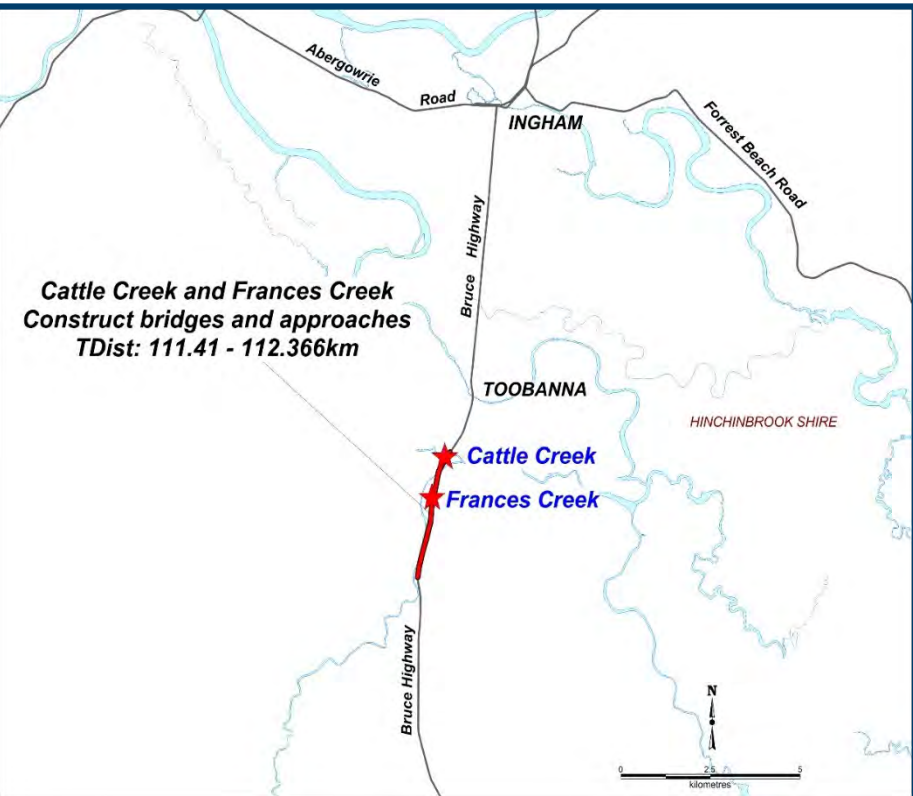 Abergowrie
Road
INGHAM
Forrest Beach Road
Bruce Highway
Cattle Creek and Frances Creek
Construct bridges and approaches
TDist: 111.41 - 112.366km
TOOBANNA
HINCHINBROOK SHIRE
Cattle Creek
Frances Creek
Bruce Highway
N
0 2.5 5
kilometres